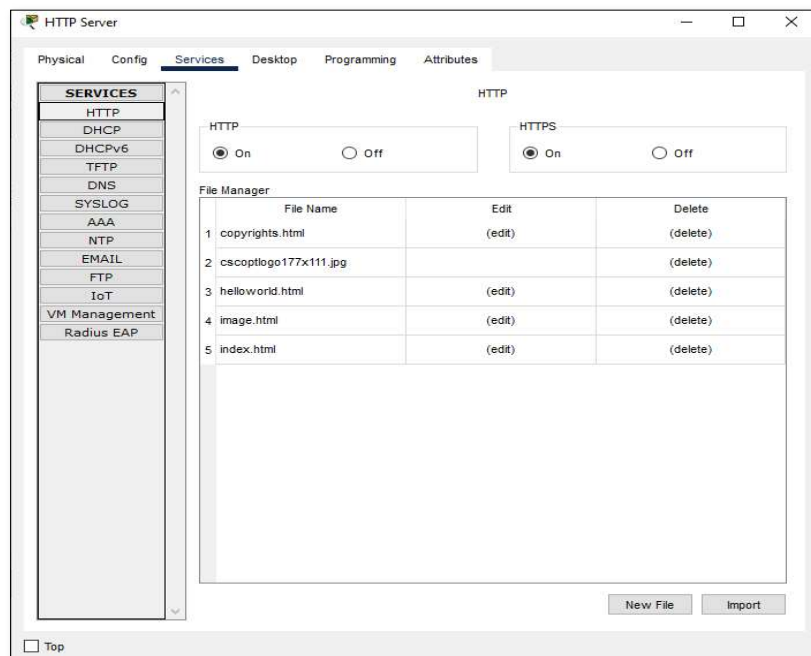 HTTP Server
Physical Config Services Desktop Programming Attributes
SERVICES
HTTP
DHCP
DHCPv6
TFTP
DNS
SYSLOG
AAA
NTP
EMAIL
FTP
IoT
VM Management
Radius EAP
HTTP
HTTP
On Off
HTTPS
On Off
File Manager
File Name Edit Delete
1 copyrights.html (edit) (delete)
2 cscoptlogo177x111.jpg (delete)
3 helloworld.html (edit) (delete)
4 image.html (edit) (delete)
5 index.html (edit) (delete)
New File Import
Top